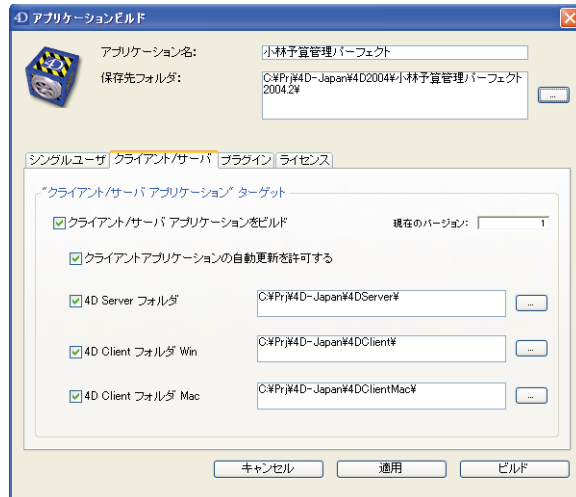 4D アプリケーションビルド
アプリケーション名:
小林予算管理パーフェクト
保存先フォルダ:
C:¥Prj¥4D-Japan¥4D2004¥小林予算管理パーフェクト
2004.2¥
...
シングルユーザ クライアント/サーバ プラグイン ライセンス
"クライアント/サーバ アプリケーション" ターゲット
クライアント/サーバ アプリケーションをビルド
現在のバージョン: 1
クライアントアプリケーションの自動更新を許可する
4D Server フォルダ
C:¥Prj¥4D-Japan¥4DServer¥
...
4D Client フォルダ Win
C:¥Prj¥4D-Japan¥4DClient¥
...
4D Client フォルダ Mac
C:¥Prj¥4D-Japan¥4DClientMac¥
...
キャンセル 適用 ビルド